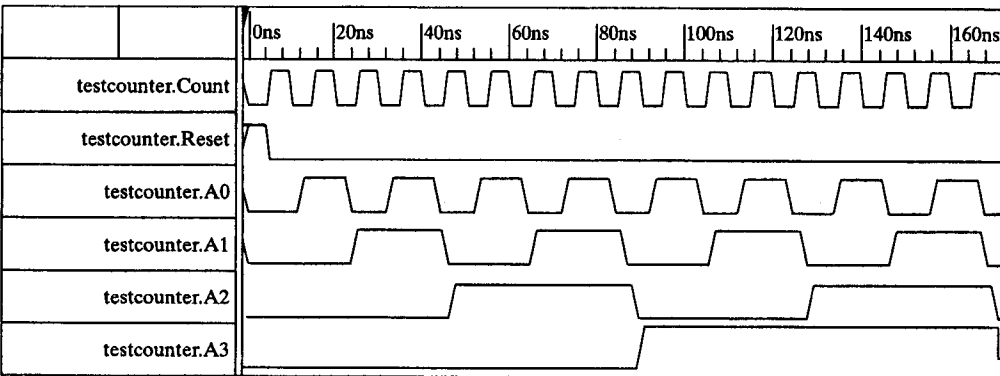 0ns 20ns 40ns 60ns 80ns 100ns 120ns 140ns 160ns
testcounter.Count
testcounter.Reset
testcounter.A0
testcounter.A1
testcounter.A2
testcounter.A3